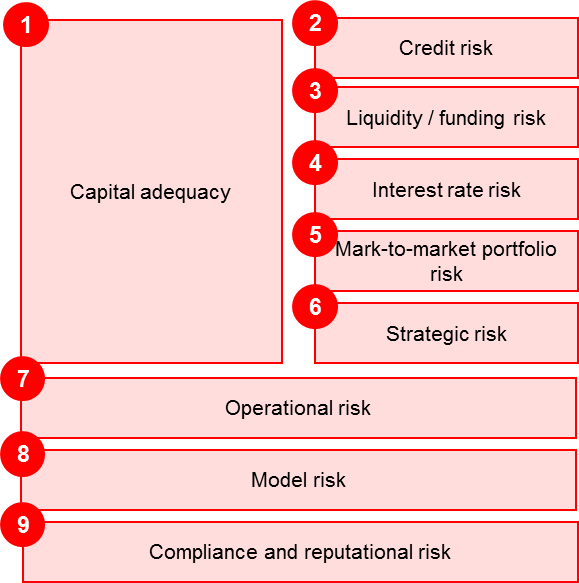 1
Capital adequacy
2
Credit risk
3
Liquidity / funding risk
4
Interest rate risk
5
Mark-to-market portfolio
risk
6
Strategic risk
7
Operational risk
8
Model risk
9
Compliance and reputational risk